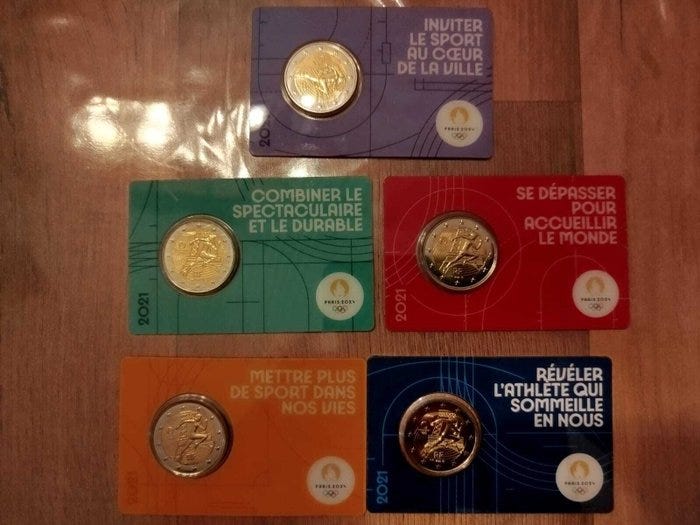 INVITER
LE SPORT
AU CŒUR
DE LA VILLE
PARIS 2024
COMBINER LE
SPECTACULAIRE
ET LE DURABLE
2021
PARIS 2024
SE DÉPASSER
POUR
ACCUEILLIR
LE MONDE
2021
RF
PARIS 2024
METTRE PLUS
DE SPORT DANS
NOS VIES
2021
PARIS 2024
RÉVÉLER
L'ATHLÈTE QUI
SOMMEILLE
EN NOUS
2021
RF
PARIS 2024